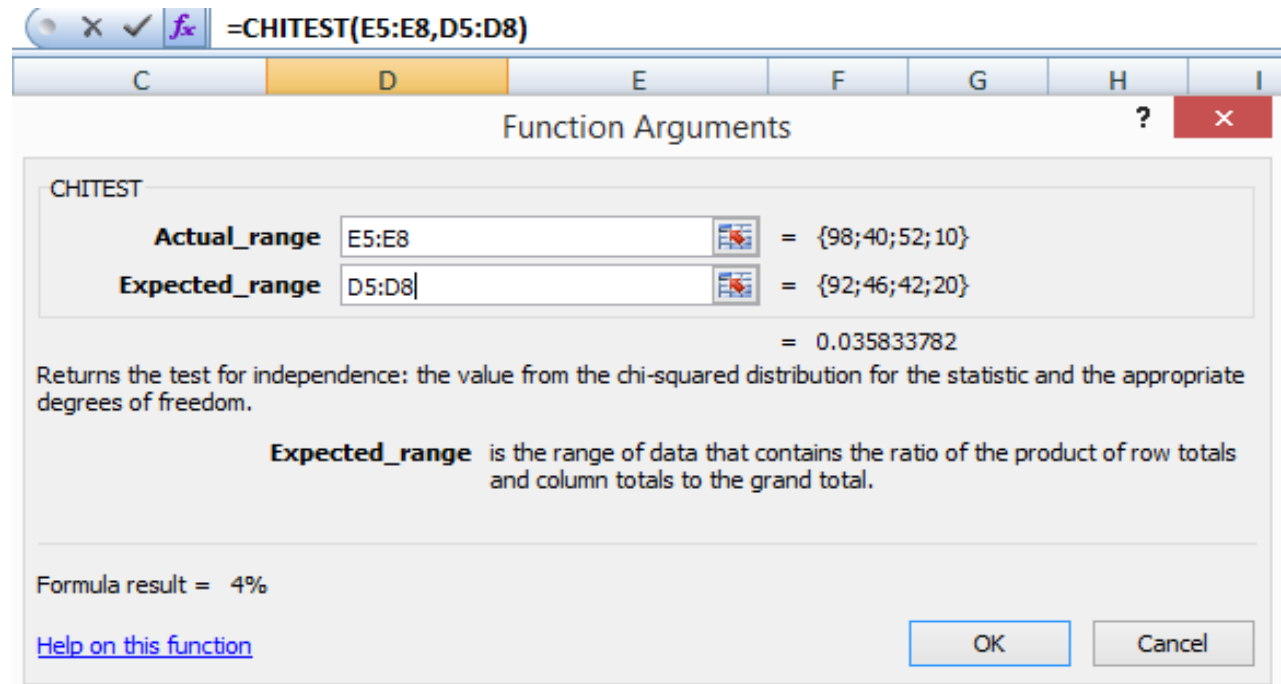 fx =CHITEST(E5:E8,D5:D8)
C D E F G H I
Function Arguments ? ×
CHITEST
Actual_range E5:E8 = {98;40;52;10}
Expected_range D5:D8 = {92;46;42;20}
= 0.035833782
Returns the test for independence: the value from the chi-squared distribution for the statistic and the appropriate
degrees of freedom.
Expected_range is the range of data that contains the ratio of the product of row totals
and column totals to the grand total.
Formula result = 4%
Help on this function OK Cancel